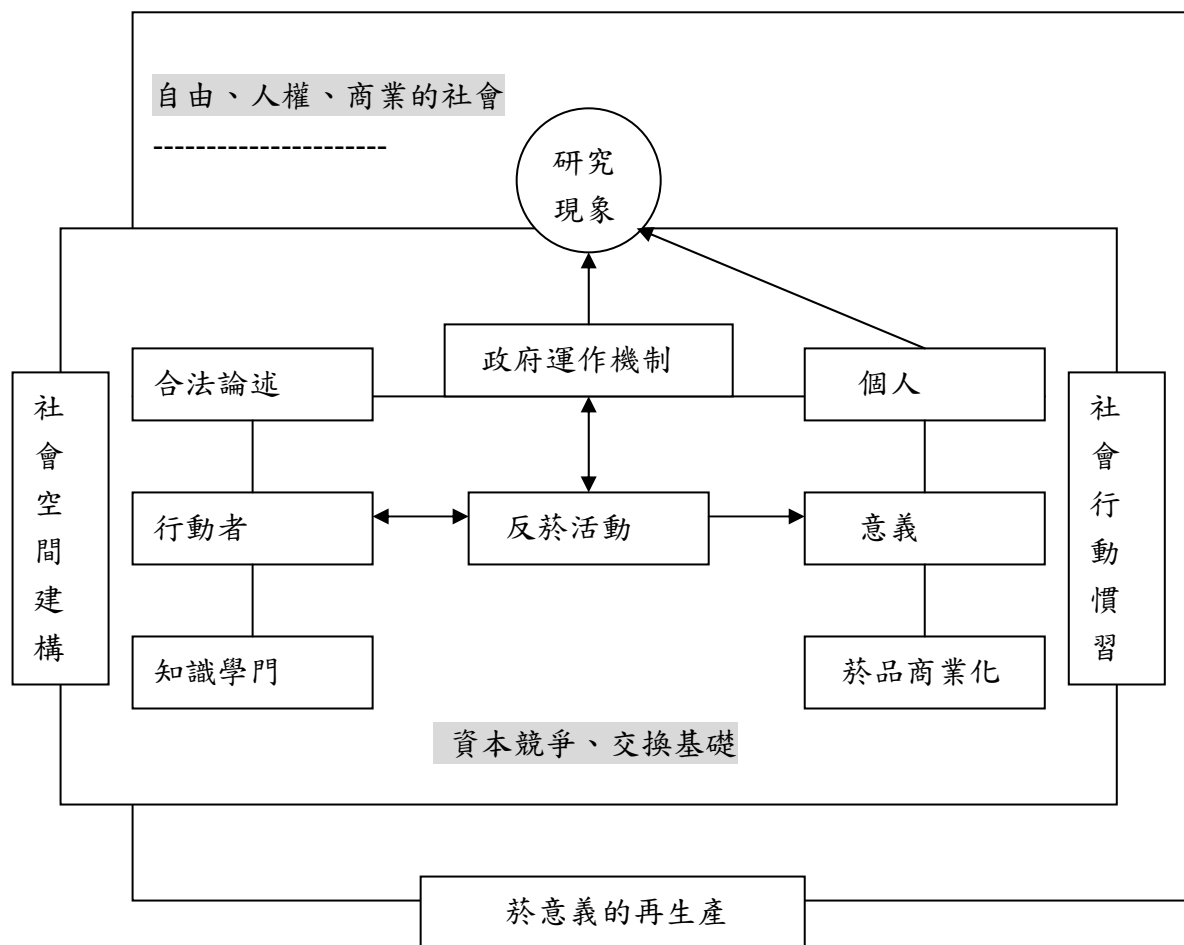 自由、人權、商業的社會
----------------------
研究
現象
政府運作機制
合法論述
個人
社會空間建構
社會行動慣習
行動者
反菸活動
意義
知識學門
菸品商業化
資本競爭、交換基礎
菸意義的再生產